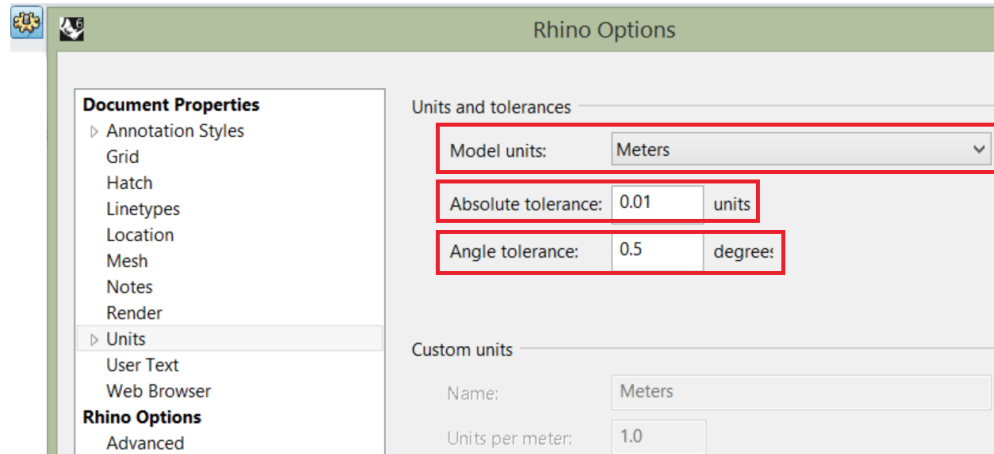 6
Rhino Options
Document Properties
Annotation Styles
Grid
Hatch
Linetypes
Location
Mesh
Notes
Render
Units
User Text
Web Browser
Rhino Options
Advanced
Units and tolerances
Model units: Meters
Absolute tolerance: 0.01 units
Angle tolerance: 0.5 degrees
Custom units
Name: Meters
Units per meter: 1.0